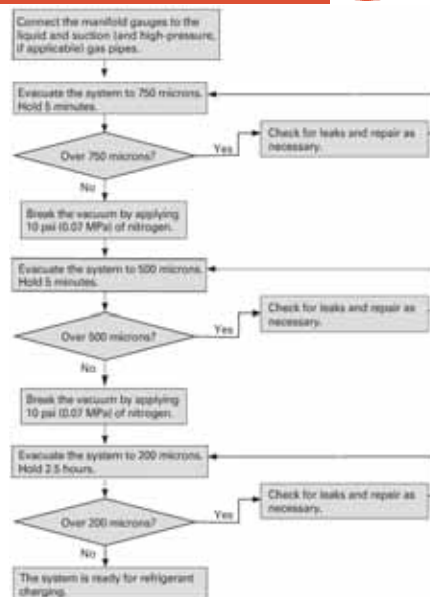 Connect the manifold gauges to the
liquid and suction (and high-pressure,
if applicable) gas pipes.
Evacuate the system to 750 microns.
Hold 5 minutes.
Over 750 microns?
Yes
Check for leaks and repair as
necessary.
No
Break the vacuum by applying
10 psi (0.07 MPa) of nitrogen.
Evacuate the system to 500 microns.
Hold 5 minutes.
Over 500 microns?
Yes
Check for leaks and repair as
necessary.
No
Break the vacuum by applying
10 psi (0.07 MPa) of nitrogen.
Evacuate the system to 200 microns.
Hold 2.5 hours.
Over 200 microns?
Yes
Check for leaks and repair as
necessary.
No
The system is ready for refrigerant
charging.